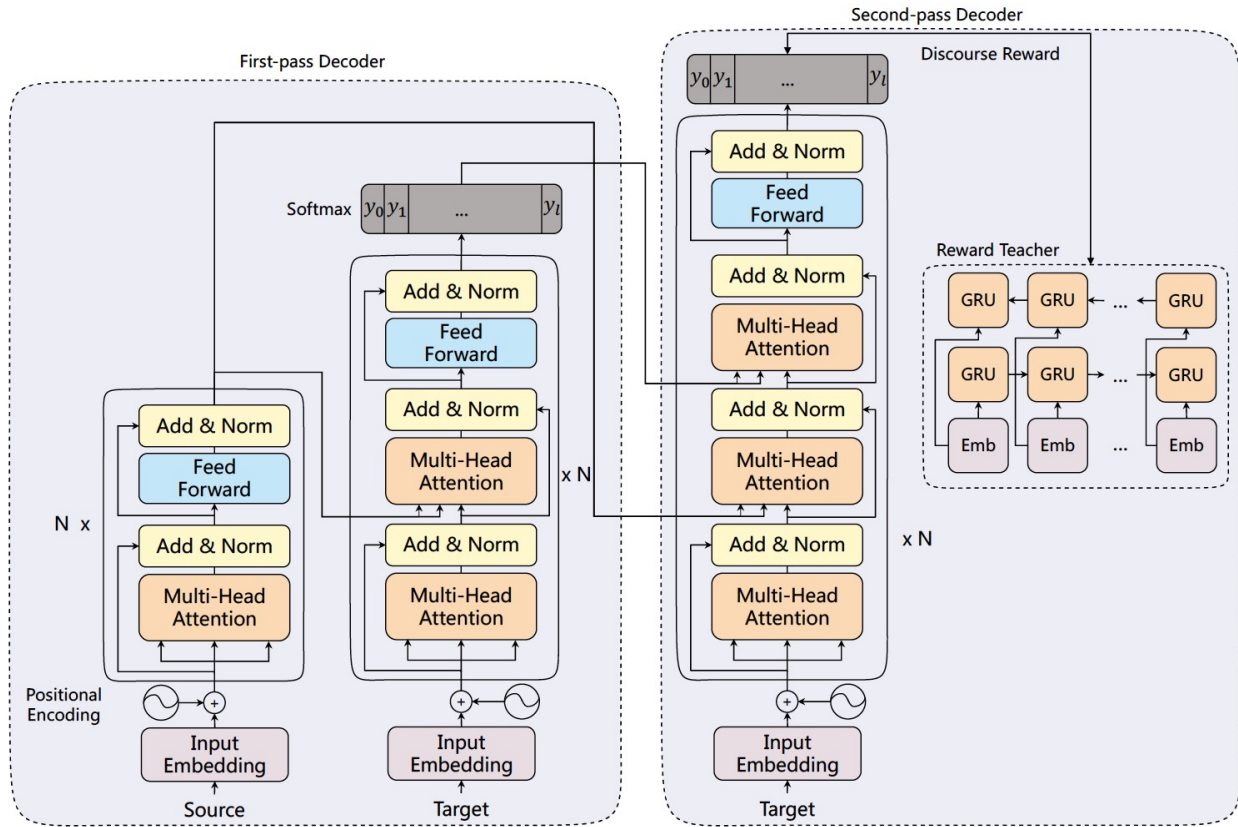 First-pass Decoder
Softmax
y₀ y₁ ... yₗ
Add & Norm
Feed
Forward
Add & Norm
Multi-Head
Attention
N x
Positional
Encoding
+
Input
Embedding
Source
Add & Norm
Feed
Forward
Add & Norm
Multi-Head
Attention
x N
Add & Norm
Multi-Head
Attention
+
Input
Embedding
Target
Second-pass Decoder
y₀ y₁ ... yₗ
Discourse Reward
Add & Norm
Feed
Forward
Add & Norm
Multi-Head
Attention
Add & Norm
Multi-Head
Attention
Add & Norm
Multi-Head
Attention
x N
+
Input
Embedding
Target
Reward Teacher
GRU GRU ... GRU
GRU GRU ... GRU
Emb Emb ... Emb